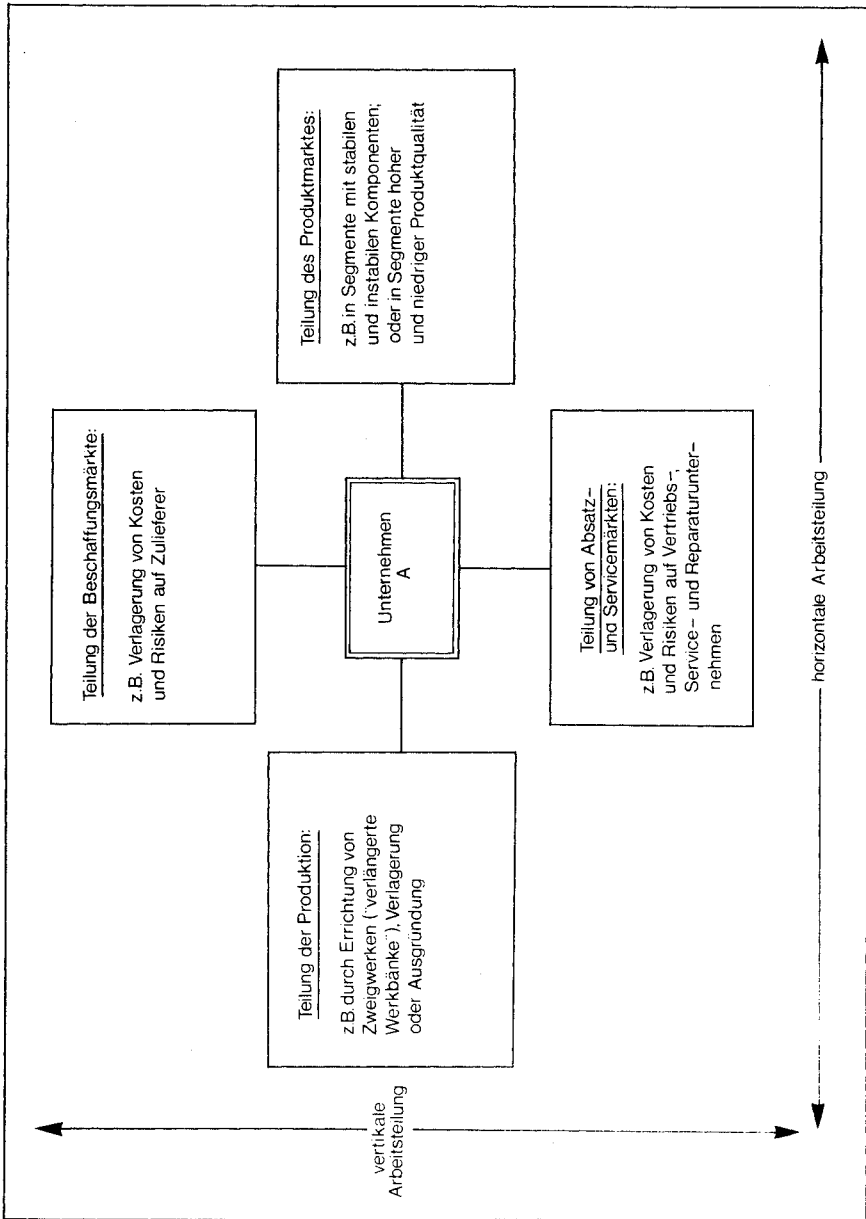 Teilung der Beschaffungsmärkte:
z.B. Verlagerung von Kosten
und Risiken auf Zulieferer
Teilung der Produktion:
z.B. durch Errichtung von
Zweigwerken ("verlängerte
Werkbänke"), Verlagerung
oder Ausgründung
Unternehmen
A
Teilung des Produktmarktes:
z.B. in Segmente mit stabilen
und instabilen Komponenten;
oder in Segmente hoher
und niedriger Produktqualität
Teilung von Absatz-
und Servicemärkten:
z.B. Verlagerung von Kosten
und Risiken auf Vertriebs-,
Service- und Reparaturunter-
nehmen
vertikale
Arbeitsteilung
horizontale Arbeitsteilung